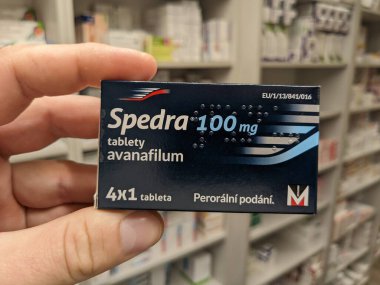 EU/1/13/841/016
Spedra® 100 mg
tablety
avanafilum
4x1 tableta
Perorální podání.
M